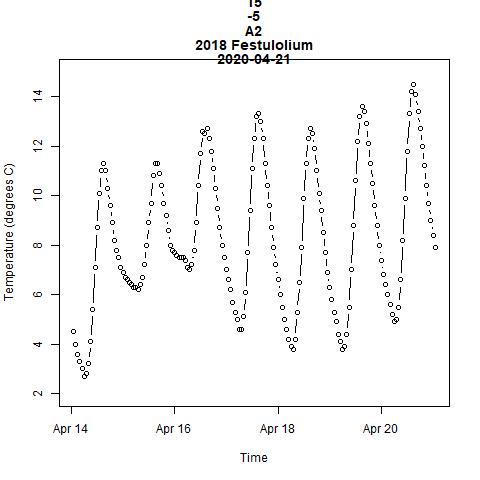 15
-5
A2
2018 Festulolium
2020-04-21
Temperature (degrees C)
14
12
10
8
6
4
2
Apr 14
Apr 16
Apr 18
Apr 20
Time